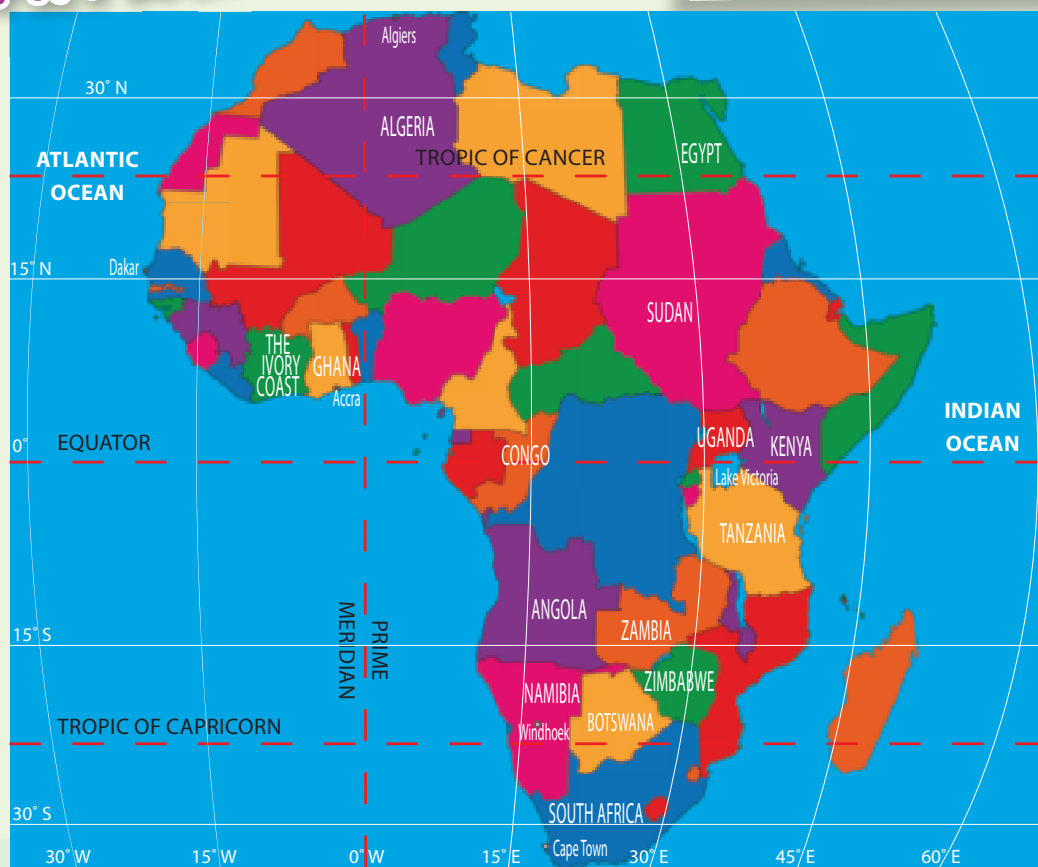 Algiers
30° N
ALGERIA
TROPIC OF CANCER
EGYPT
ATLANTIC
OCEAN
Dakar
15° N
SUDAN
THE
IVORY
COAST
GHANA
Accra
INDIAN
OCEAN
0°
EQUATOR
CONGO
UGANDA
KENYA
Lake Victoria
TANZANIA
ANGOLA
ZAMBIA
15° S
PRIME
MERIDIAN
NAMIBIA
ZIMBABWE
BOTSWANA
Windhoek
TROPIC OF CAPRICORN
30° S
SOUTH AFRICA
Cape Town
30°W
15°W
0°W
15°E
30°E
45°E
60°E